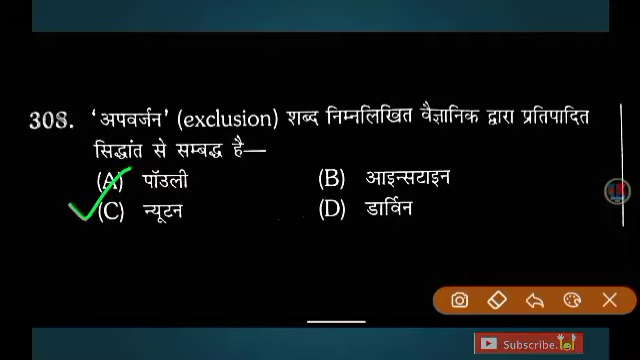 308. ‘अपवर्जन’ (exclusion) शब्द निम्नलिखित वैज्ञानिक द्वारा प्रतिपादित
सिद्धांत से सम्बद्ध है—
(A) पॉउली (B) आइन्सटाइन
(C) न्यूटन (D) डार्विन
Subscribe.